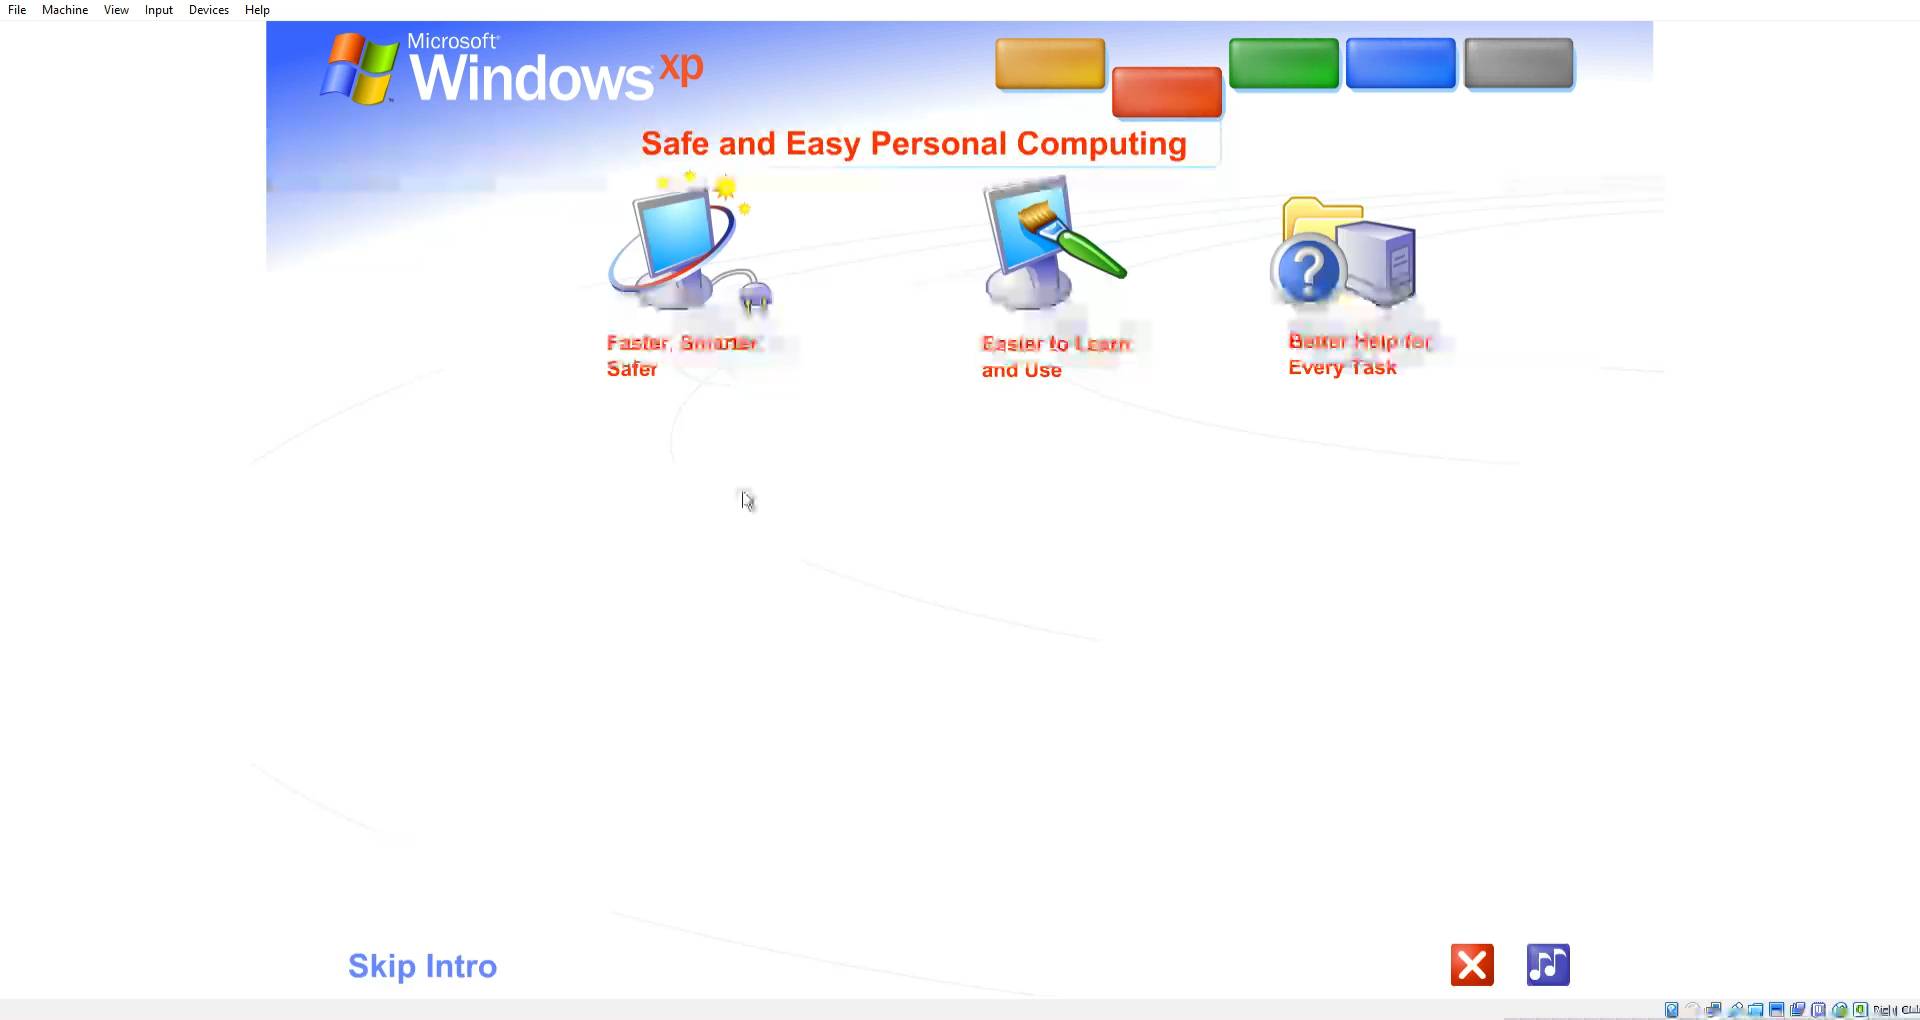 File Machine View Input Devices Help
Microsoft
Windows xp
Safe and Easy Personal Computing
Faster, Smarter,
Safer
Easier to Learn
and Use
Better Help for
Every Task
Skip Intro